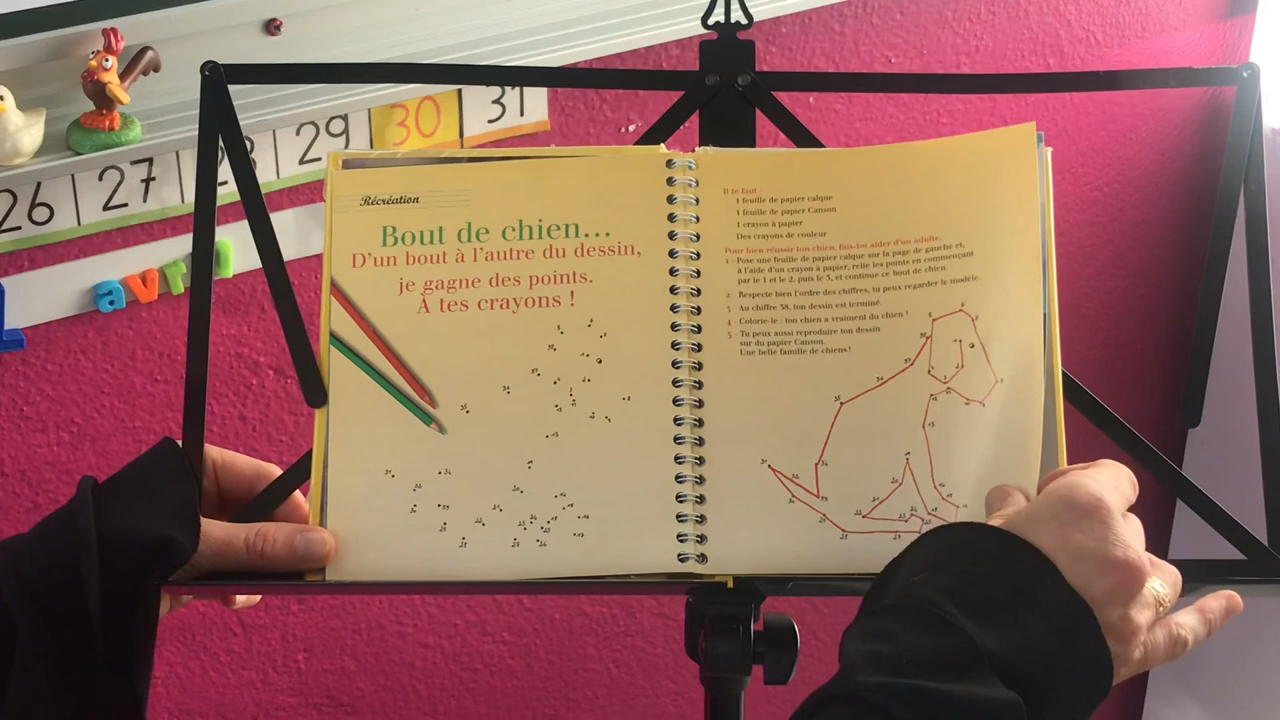 26 27 28 29 30 31
avri
Récréation
Bout de chien...
D'un bout à l'autre du dessin,
je gagne des points.
À tes crayons !
Il te faut :
1 feuille de papier calque
1 feuille de papier Canson
1 crayon à papier
Des crayons de couleur
Pour bien réussir ton chien, fais-toi aider d'un adulte.
1 - Pose une feuille de papier calque sur la page de gauche et,
à l'aide d'un crayon à papier, relie les points en commençant
par le 1 et le 2, puis le 3, et continue ce bout de chien.
2 - Respecte bien l'ordre des chiffres, tu peux regarder le modèle.
3 - Au chiffre 38, ton dessin est terminé.
4 - Colorie-le : ton chien a vraiment du chien !
5 - Tu peux aussi reproduire ton dessin
sur du papier Canson.
Une belle famille de chiens !